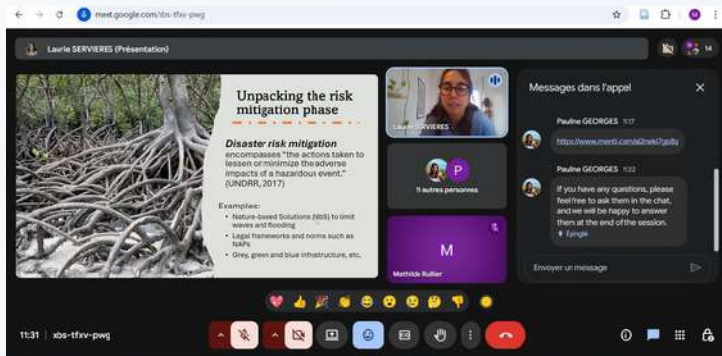 meet.google.com/xbs-tfxv-pwg
M
Laurie SERVIERES (Présentation)
14
Unpacking the risk
mitigation phase
Disaster risk mitigation
encompasses "the actions taken to
lessen or minimize the adverse
impacts of a hazardous event."
(UNDRR, 2017)
Examples:
• Nature-based Solutions (NbS) to limit
waves and flooding
• Legal frameworks and norms such as
NAPs
• Grey, green and blue infrastructure, etc.
Laurie SERVIERES
P
11 autres personnes
M
Mathilde Rullier
Messages dans l'appel
Pauline GEORGES 11:17
Pauline GEORGES 11:22
If you have any questions, please
feel free to ask them in the chat,
and we will be happy to answer
them at the end of the session.
Épinglé
Envoyer un message
11:31 | xbs-tfxv-pwg